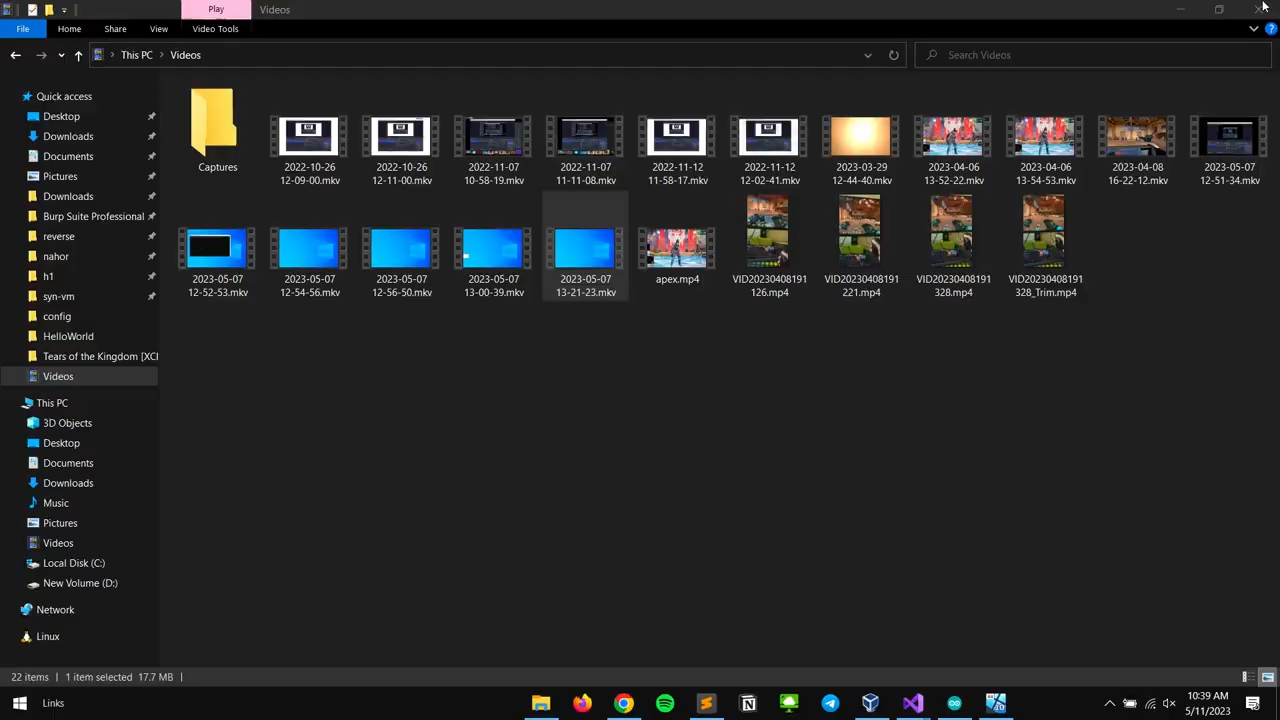 Play
Videos
File
Home
Share
View
Video Tools
This PC
Videos
Search Videos
Quick access
Desktop
Downloads
Documents
Pictures
Downloads
Burp Suite Professional
reverse
nahor
h1
syn-vm
config
HelloWorld
Tears of the Kingdom [XCI
Videos
This PC
3D Objects
Desktop
Documents
Downloads
Music
Pictures
Videos
Local Disk (C:)
New Volume (D:)
Network
Linux
Captures
2022-10-26
12-09-00.mkv
2022-10-26
12-11-00.mkv
2022-11-07
10-58-19.mkv
2022-11-07
11-11-08.mkv
2022-11-12
11-58-17.mkv
2022-11-12
12-02-41.mkv
2023-03-29
12-44-40.mkv
2023-04-06
13-52-22.mkv
2023-04-06
13-54-53.mkv
2023-04-08
16-22-12.mkv
2023-05-07
12-51-34.mkv
2023-05-07
12-52-53.mkv
2023-05-07
12-54-56.mkv
2023-05-07
12-56-50.mkv
2023-05-07
13-00-39.mkv
2023-05-07
13-21-23.mkv
apex.mp4
VID20230408191
126.mp4
VID20230408191
221.mp4
VID20230408191
328.mp4
VID20230408191
328_Trim.mp4
22 items
1 item selected 17.7 MB
Links
10:39 AM
5/11/2023